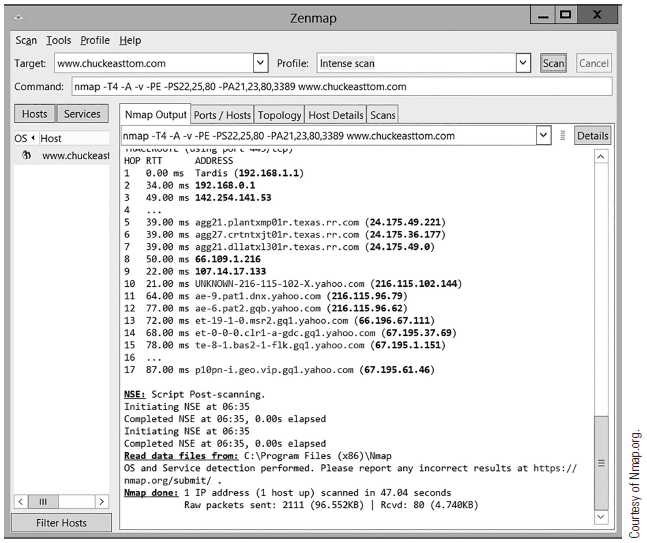 Zenmap
Scan Tools Profile Help
Target: www.chuckeasttom.com Profile: Intense scan Scan Cancel
Command: nmap -T4 -A -v -PE -PS22,25,80 -PA21,23,80,3389 www.chuckeasttom.com
Hosts Services Nmap Output Ports / Hosts Topology Host Details Scans
OS Host
www.chuckeast
nmap -T4 -A -v -PE -PS22,25,80 -PA21,23,80,3389 www.chuckeasttom.com Details
TRACEROUTE (using port 445/tcp)
HOP RTT ADDRESS
1 0.00 ms Tardis (192.168.1.1)
2 34.00 ms 192.168.0.1
3 49.00 ms 142.254.141.53
4 ...
5 39.00 ms agg21.plantxmp01r.texas.rr.com (24.175.49.221)
6 39.00 ms agg27.crtntxjt01r.texas.rr.com (24.175.36.177)
7 39.00 ms agg21.dllatxl301r.texas.rr.com (24.175.49.0)
8 50.00 ms 66.109.1.216
9 22.00 ms 107.14.17.133
10 21.00 ms UNKNOWN-216-115-102-X.yahoo.com (216.115.102.144)
11 64.00 ms ae-9.pat1.dnx.yahoo.com (216.115.96.79)
12 77.00 ms ae-6.pat2.gqb.yahoo.com (216.115.96.62)
13 72.00 ms et-19-1-0.msr2.gq1.yahoo.com (66.196.67.111)
14 68.00 ms et-0-0-0.clr1-a-gdc.gq1.yahoo.com (67.195.37.69)
15 78.00 ms te-8-1.bas2-1-flk.gq1.yahoo.com (67.195.1.151)
16 ...
17 87.00 ms p10pn-i.geo.vip.gq1.yahoo.com (67.195.61.46)
NSE: Script Post-scanning.
Initiating NSE at 06:35
Completed NSE at 06:35, 0.00s elapsed
Initiating NSE at 06:35
Completed NSE at 06:35, 0.00s elapsed
Read data files from: C:\Program Files (x86)\Nmap
OS and Service detection performed. Please report any incorrect results at https://
nmap.org/submit/ .
Nmap done: 1 IP address (1 host up) scanned in 47.04 seconds
Raw packets sent: 2111 (96.552KB) | Rcvd: 80 (4.740KB)
Filter Hosts
Courtesy of Nmap.org.